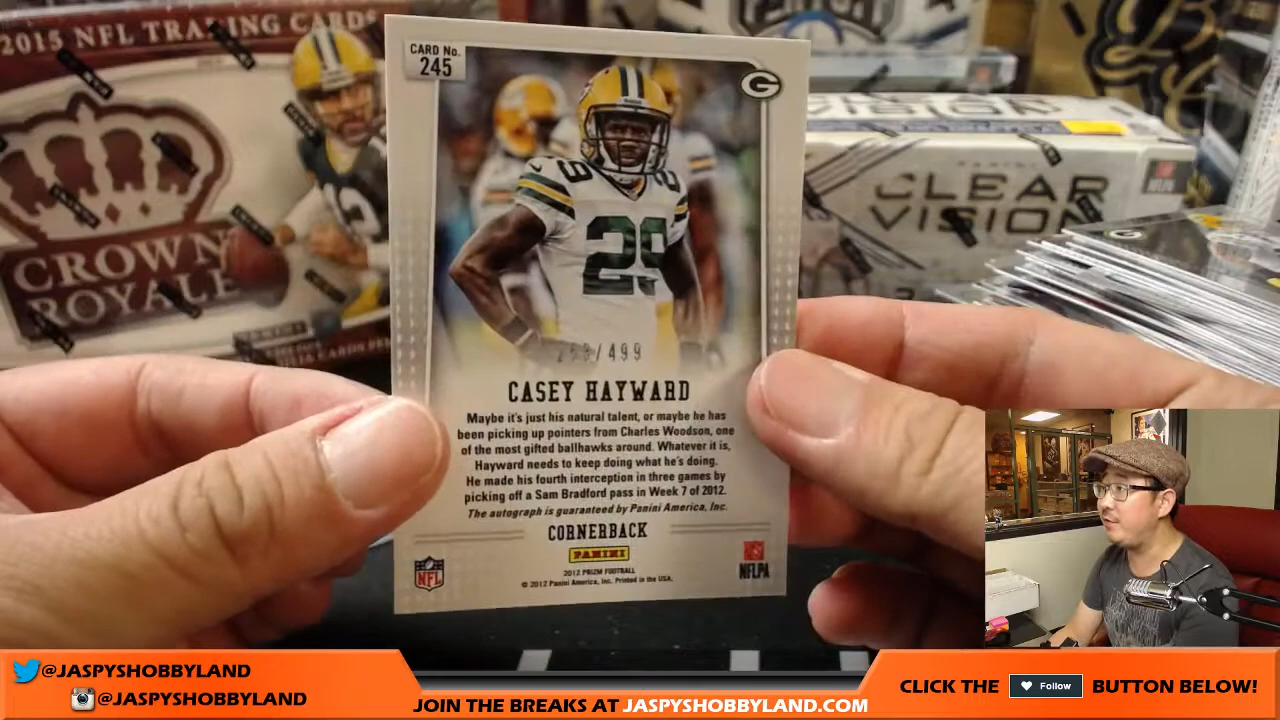 2015 NFL TRADING CARDS
CROWN
ROYALE
CARD No.
245
G
29
/499
CASEY HAYWARD
Maybe it's just his natural talent, or maybe he has
been picking up pointers from Charles Woodson, one
of the most gifted ballhawks around. Whatever it is,
Hayward needs to keep doing what he's doing.
He made his fourth interception in three games by
picking off a Sam Bradford pass in Week 7 of 2012.
The autograph is guaranteed by Panini America, Inc.
CORNERBACK
PANINI
2012 PRIZM FOOTBALL
© 2012 Panini America, Inc. Printed in the USA.
NFL
NFLPA
CLEAR
VISION
@JASPYSHOBBYLAND
@JASPYSHOBBYLAND
JOIN THE BREAKS AT JASPYSHOBBYLAND.COM
CLICK THE Follow BUTTON BELOW!